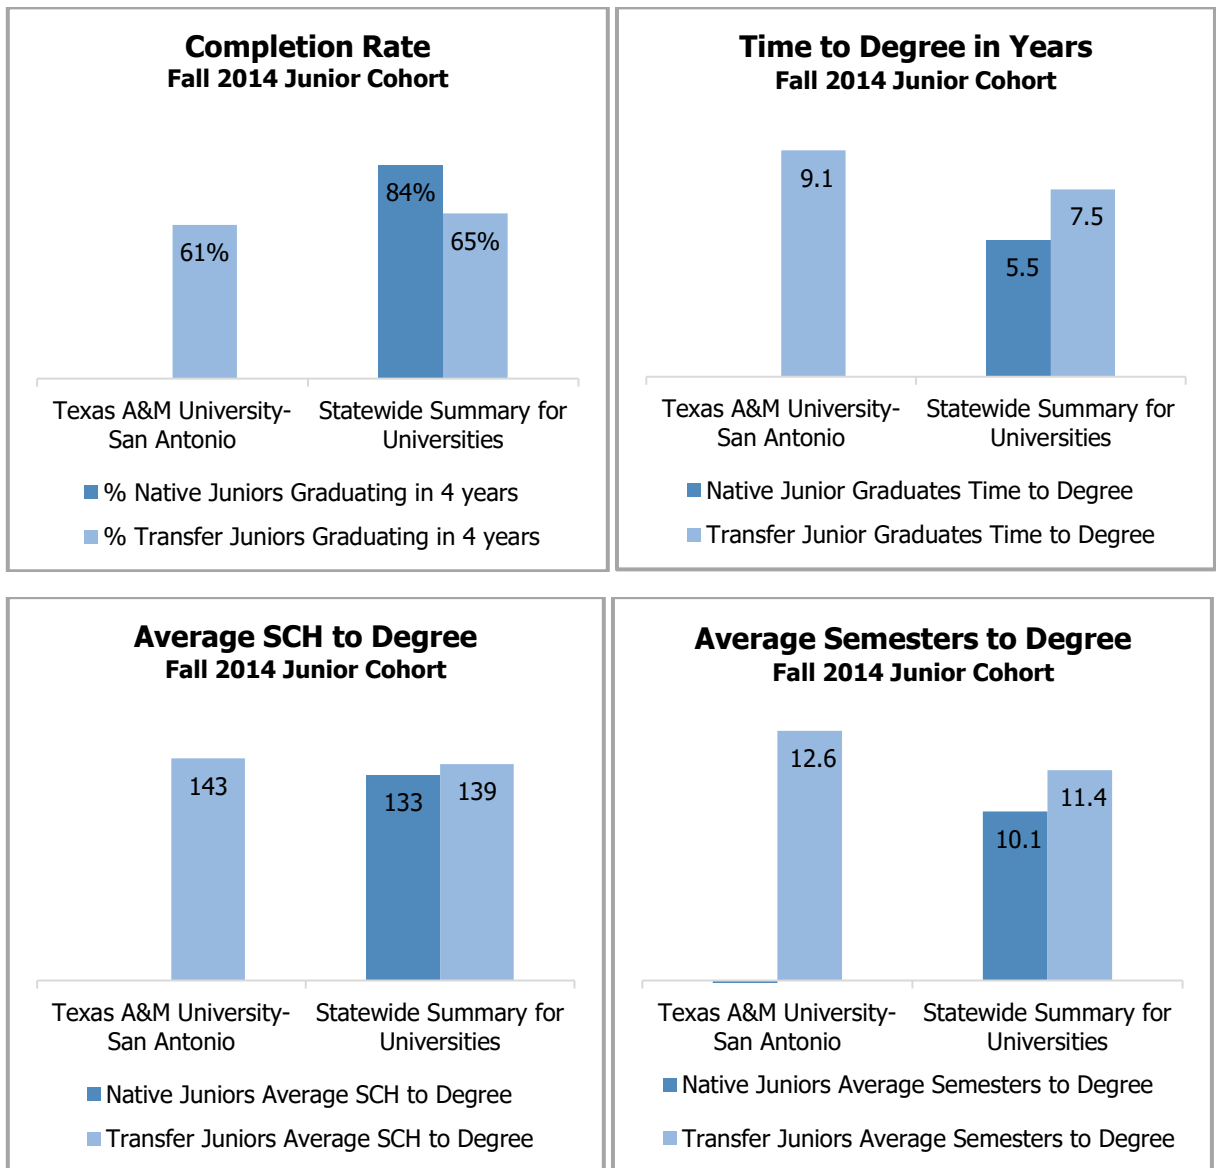 Completion Rate
Fall 2014 Junior Cohort
61%
84%
65%
Texas A&M University-
San Antonio
Statewide Summary for
Universities
% Native Juniors Graduating in 4 years
% Transfer Juniors Graduating in 4 years
Time to Degree in Years
Fall 2014 Junior Cohort
9.1
5.5
7.5
Texas A&M University-
San Antonio
Statewide Summary for
Universities
Native Junior Graduates Time to Degree
Transfer Junior Graduates Time to Degree
Average SCH to Degree
Fall 2014 Junior Cohort
143
133
139
Texas A&M University-
San Antonio
Statewide Summary for
Universities
Native Juniors Average SCH to Degree
Transfer Juniors Average SCH to Degree
Average Semesters to Degree
Fall 2014 Junior Cohort
12.6
10.1
11.4
Texas A&M University-
San Antonio
Statewide Summary for
Universities
Native Juniors Average Semesters to Degree
Transfer Juniors Average Semesters to Degree